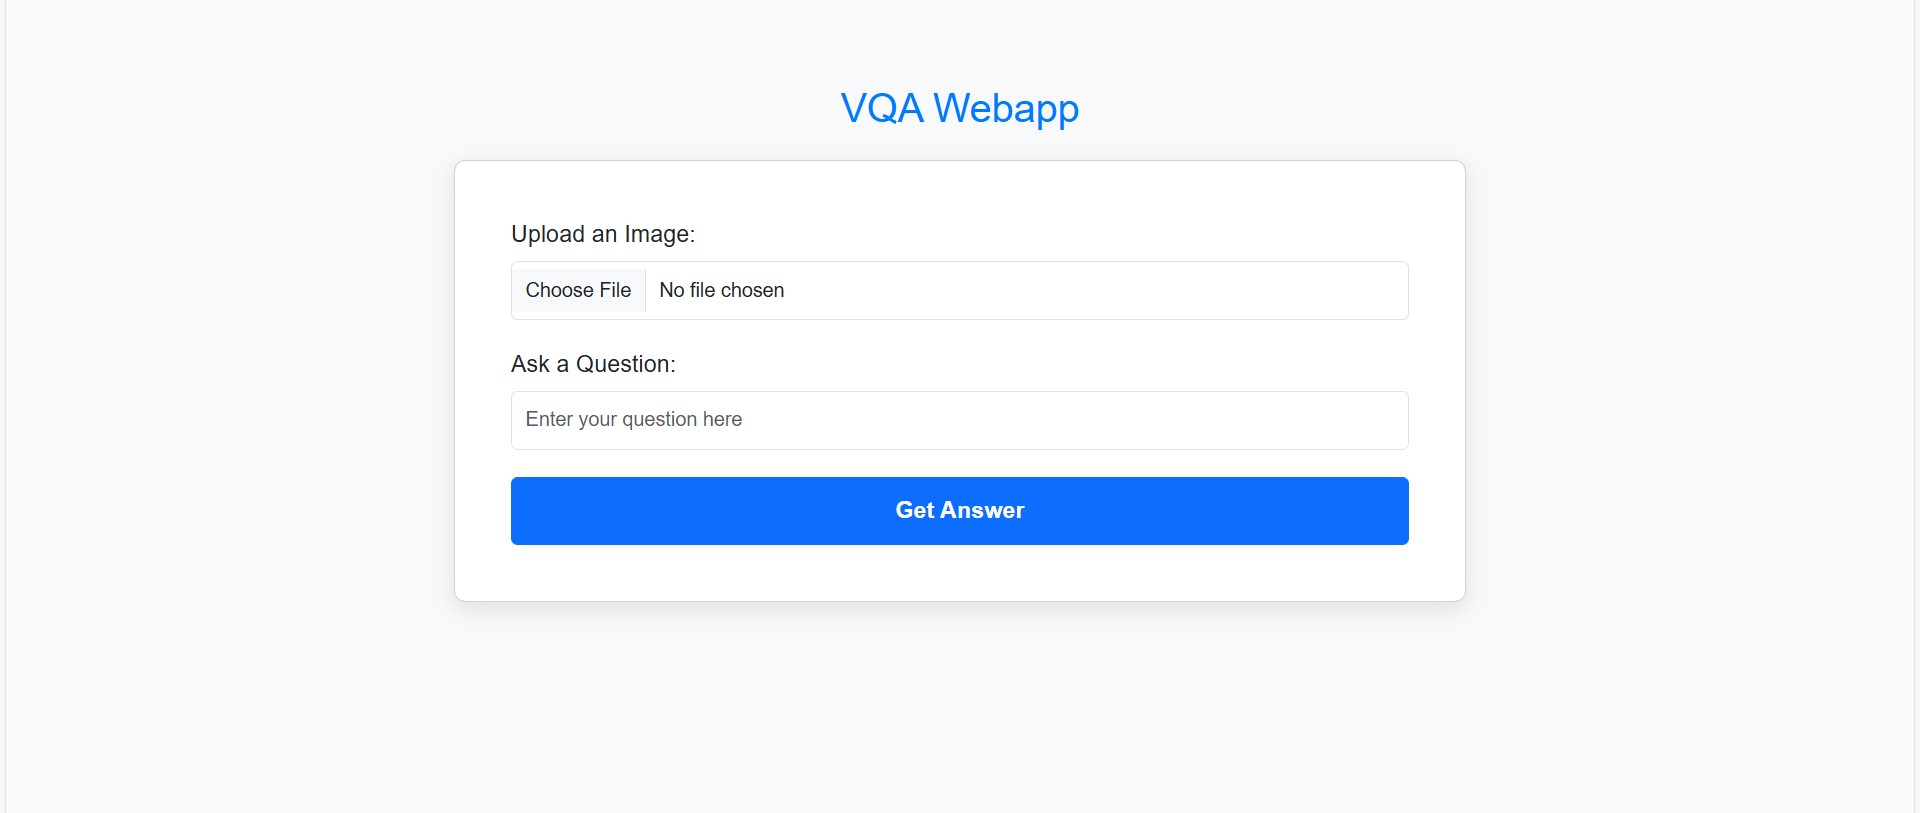 VQA Webapp
Upload an Image:
Choose File No file chosen
Ask a Question:
Enter your question here
Get Answer